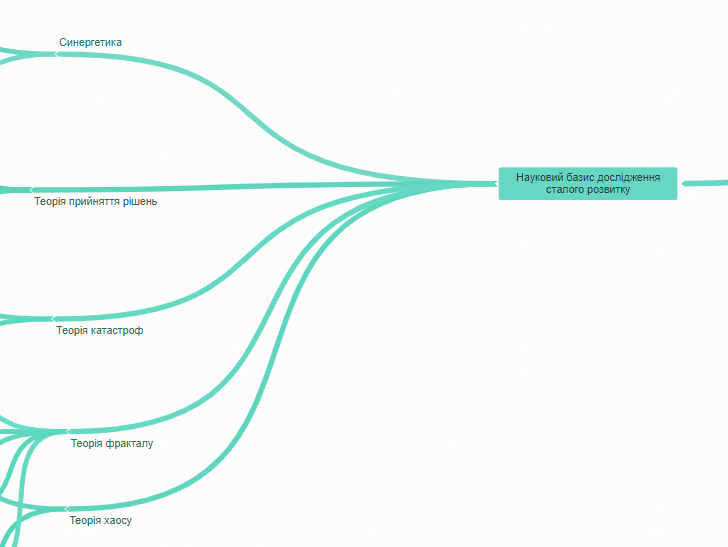 Синергетика
Науковий базис дослідження
сталого розвитку
Теорія прийняття рішень
Теорія катастроф
Теорія фракталу
Теорія хаосу